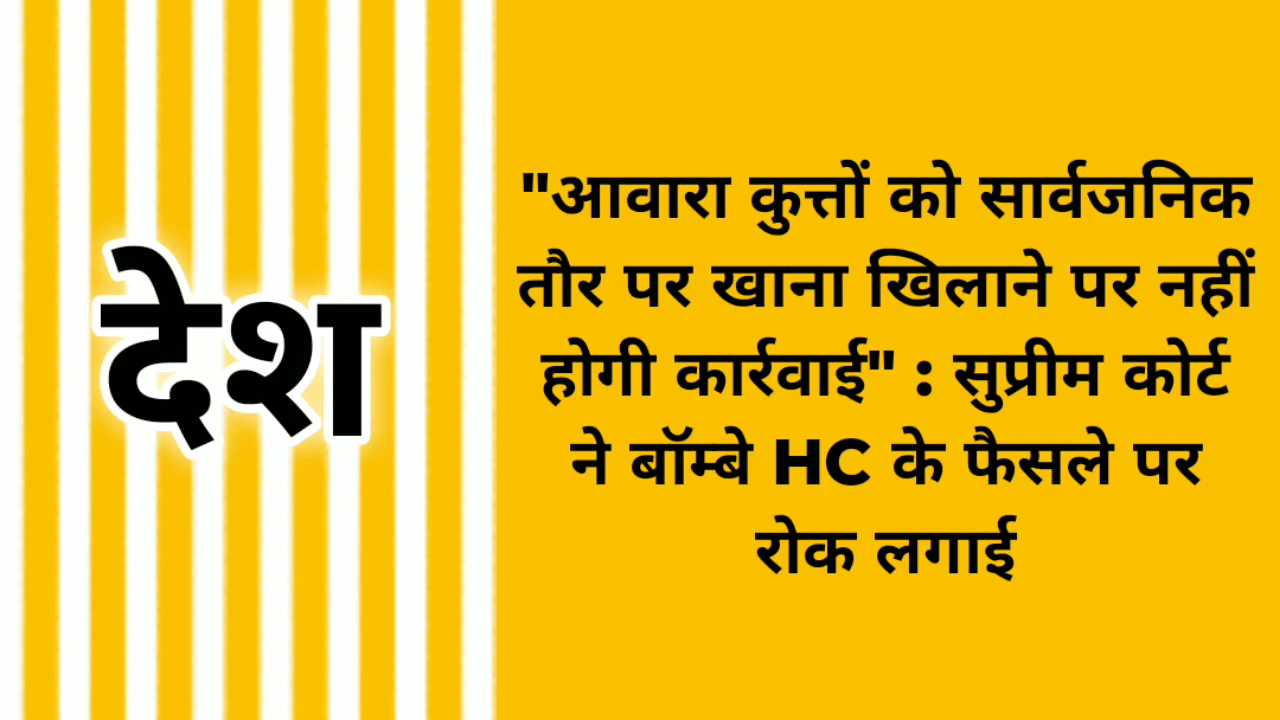 देश
"आवारा कुत्तों को सार्वजनिक
तौर पर खाना खिलाने पर नहीं
होगी कार्रवाई" : सुप्रीम कोर्ट
ने बॉम्बे HC के फैसले पर
रोक लगाई